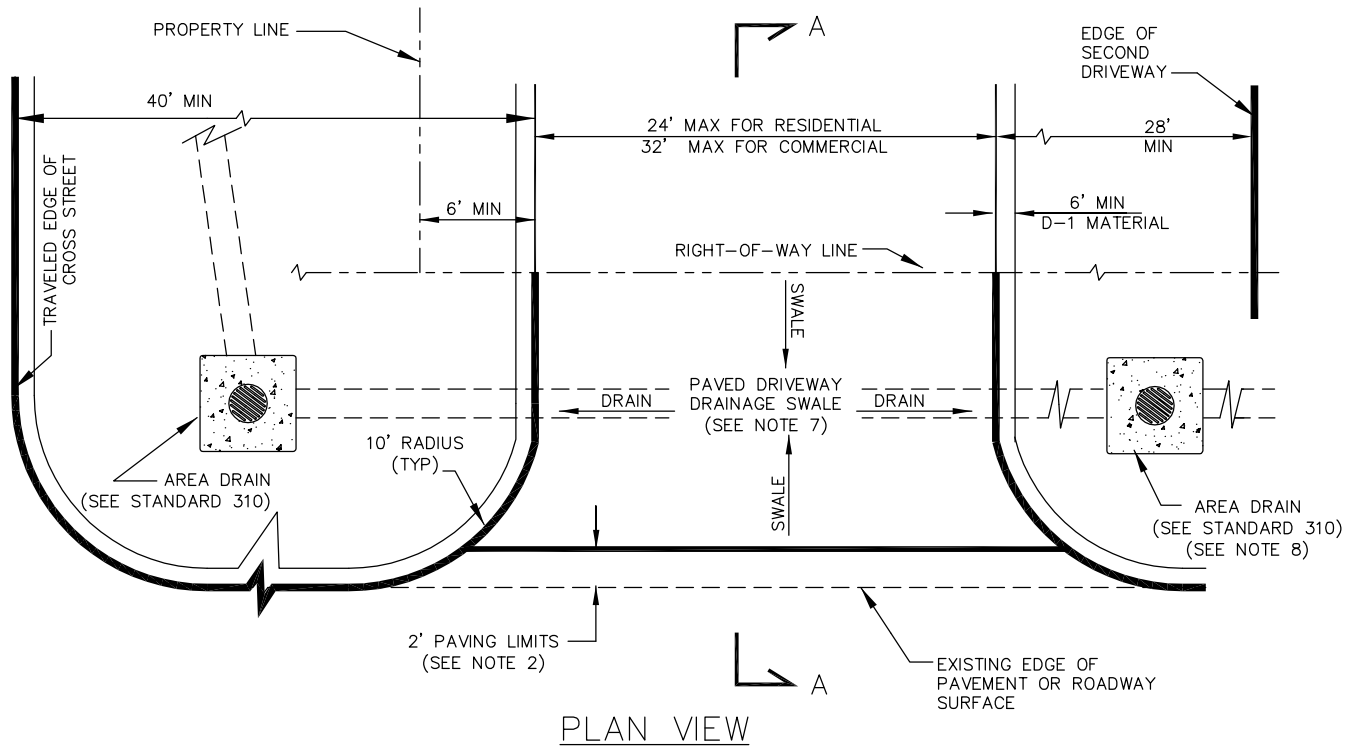 PROPERTY LINE
A
EDGE OF
SECOND
DRIVEWAY
40' MIN
24' MAX FOR RESIDENTIAL
32' MAX FOR COMMERCIAL
28'
MIN
TRAVELED EDGE OF
CROSS STREET
6' MIN
6' MIN
D-1 MATERIAL
RIGHT-OF-WAY LINE
SWALE
PAVED DRIVEWAY
DRAINAGE SWALE
(SEE NOTE 7)
DRAIN
DRAIN
10' RADIUS
(TYP)
AREA DRAIN
(SEE STANDARD 310)
SWALE
AREA DRAIN
(SEE STANDARD 310)
(SEE NOTE 8)
2' PAVING LIMITS
(SEE NOTE 2)
EXISTING EDGE OF
PAVEMENT OR ROADWAY
SURFACE
A
PLAN VIEW